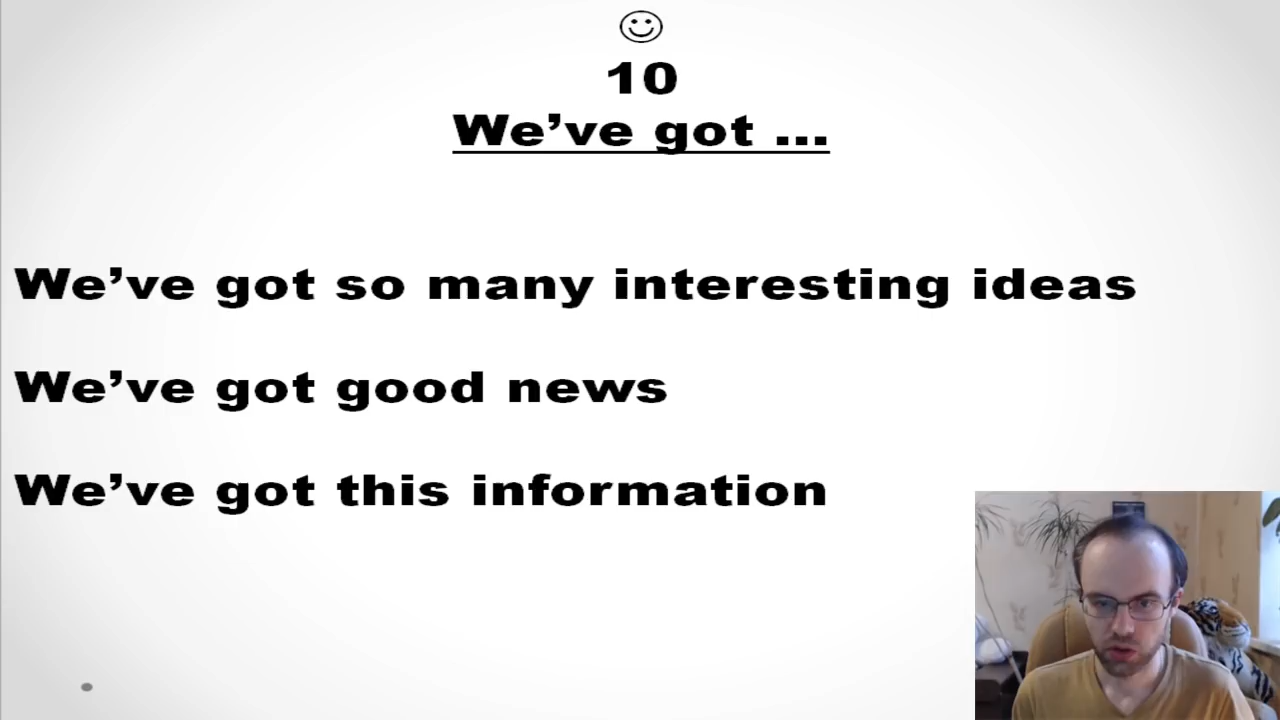 10
We’ve got ...
We’ve got so many interesting ideas
We’ve got good news
We’ve got this information